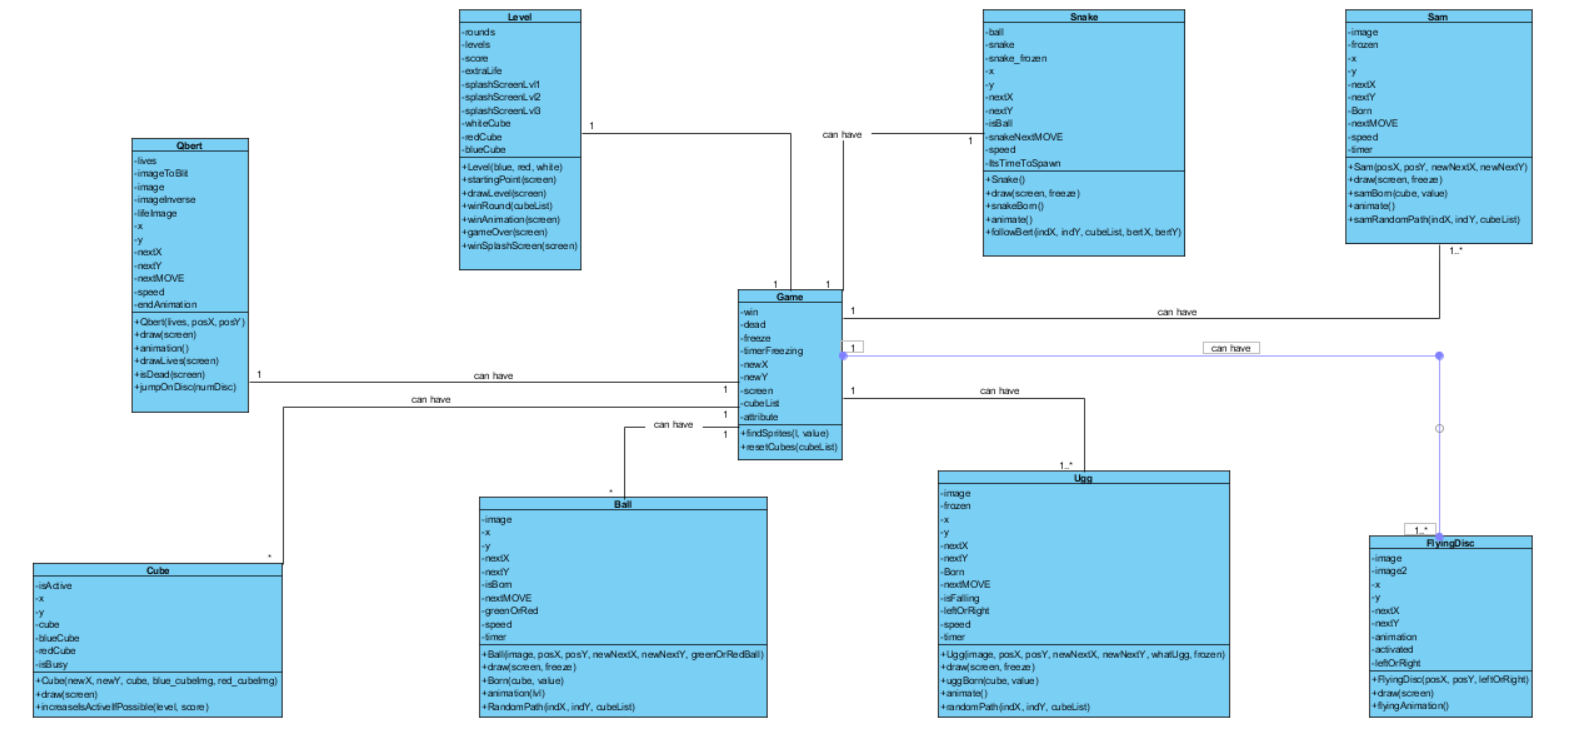 Level
-rounds
-levels
-score
-extraLife
-splashScreenLvl1
-splashScreenLvl2
-splashScreenLvl3
-whiteCube
-redCube
-blueCube
+Level(blue, red, white)
+startingPoint(screen)
+drawLevel(screen)
+winRound(cubeList)
+winAnimation(screen)
+gameOver(screen)
+winSplashScreen(screen)
Snake
-ball
-snake
-snake_frozen
-x
-y
-nextX
-nextY
-isBall
-snakeNextMOVE
-speed
-ItsTimeToSpawn
+Snake()
+draw(screen, freeze)
+snakeBorn()
+animate()
+followBert(indX, indY, cubeList, bertX, bertY)
Sam
-image
-frozen
-x
-y
-nextX
-nextY
-Born
-nextMOVE
-speed
-timer
+Sam(posX, posY, newNextX, newNextY)
+draw(screen, freeze)
+samBorn(cube, value)
+animate()
+samRandomPath(indX, indY, cubeList)
Qbert
-lives
-imageToBlit
-image
-imageInverse
-lifeImage
-x
-y
-nextX
-nextY
-nextMOVE
-speed
-endAnimation
+Qbert(lives, posX, posY)
+draw(screen)
+animation()
+drawLives(screen)
+isDead(screen)
+jumpOnDisc(numDisc)
1
can have
1
1..*
1
1
Game
-win
-dead
-freeze
-timerFreezing
-newX
-newY
-screen
-cubeList
-attribute
+findSprites(l, value)
+resetCubes(cubeList)
1
can have
1
can have
1
can have
1
1
can have
can have
1
can have
1
*
*
1..*
1..*
Cube
-isActive
-x
-y
-cube
-blueCube
-redCube
-isBusy
+Cube(newX, newY, cube, blue_cubeImg, red_cubeImg)
+draw(screen)
+increaseIsActiveIfPossible(level, score)
Ball
-image
-x
-y
-nextX
-nextY
-isBorn
-nextMOVE
-greenOrRed
-speed
-timer
+Ball(image, posX, posY, newNextX, newNextY, greenOrRedBall)
+draw(screen, freeze)
+Born(cube, value)
+animation(lvl)
+RandomPath(indX, indY, cubeList)
Ugg
-image
-frozen
-x
-y
-nextX
-nextY
-Born
-nextMOVE
-isFalling
-leftOrRight
-speed
-timer
+Ugg(image, posX, posY, newNextX, newNextY, whatUgg, frozen)
+draw(screen, freeze)
+uggBorn(cube, value)
+animate()
+randomPath(indX, indY, cubeList)
FlyingDisc
-image
-image2
-x
-y
-nextX
-nextY
-animation
-activated
-leftOrRight
+FlyingDisc(posX, posY, leftOrRight)
+draw(screen)
+flyingAnimation()